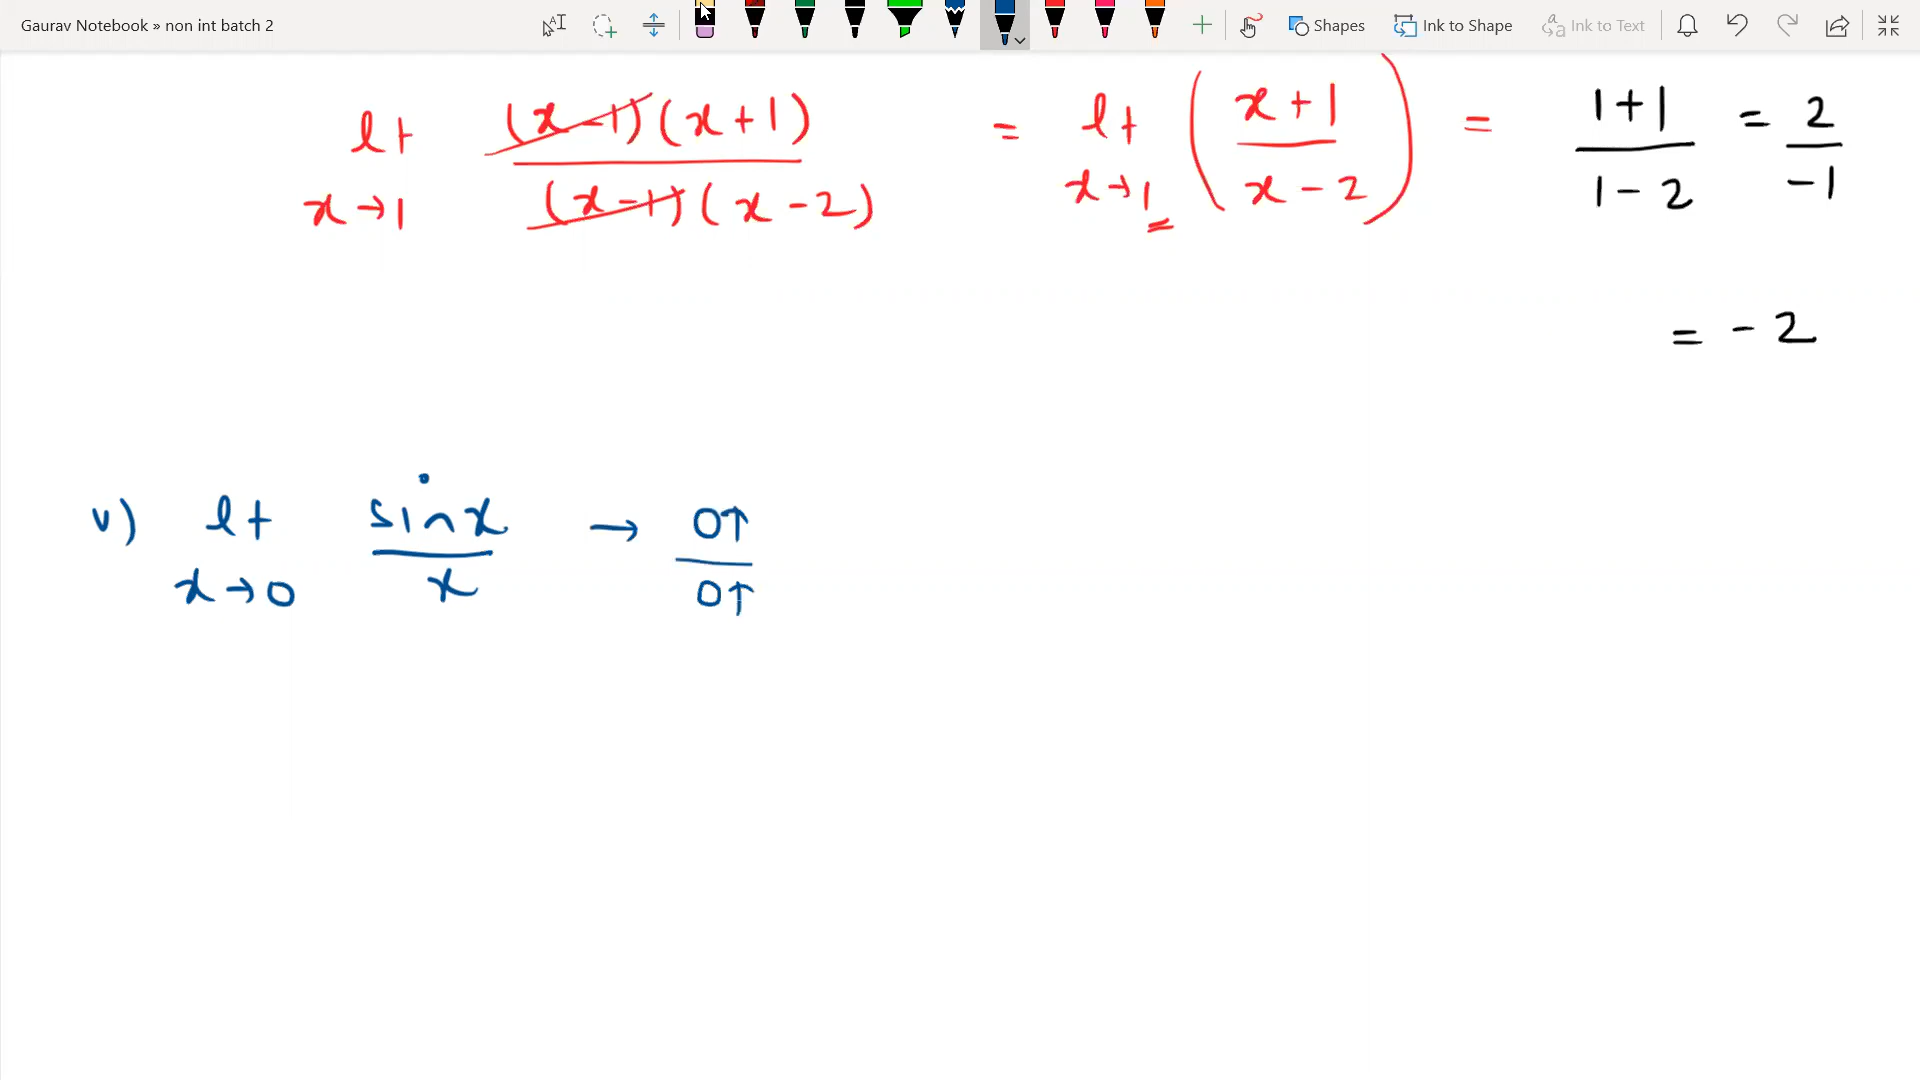 Gaurav Notebook » non int batch 2 Shapes Ink to Shape Ink to Text
lt (x-1)(x+1) = lt (x+1) = 1+1 = 2
x→1 (x-1)(x-2) x→1 x-2 1-2 -1
= -2
v) lt sinx → 0↑
x→0 x 0↑